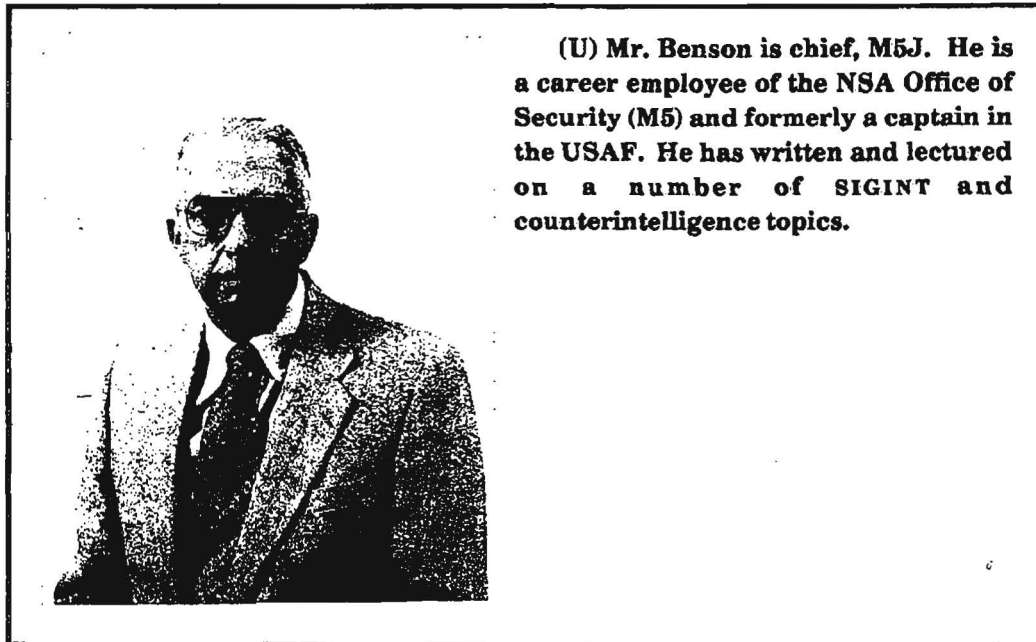 (U) Mr. Benson is chief, M5J. He is
a career employee of the NSA Office of
Security (M5) and formerly a captain in
the USAF. He has written and lectured
on a number of SIGINT and
counterintelligence topics.